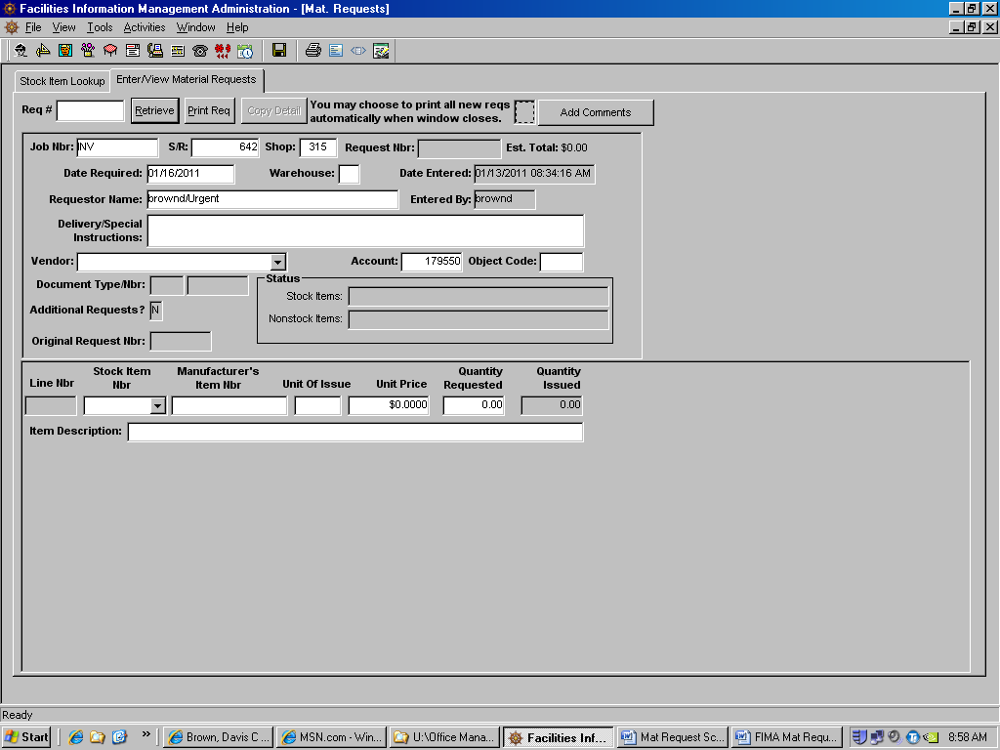 Facilities Information Management Administration - [Mat. Requests]
File View Tools Activities Window Help
Stock Item Lookup Enter/View Material Requests
Req # Retrieve Print Req Copy Detail You may choose to print all new reqs automatically when window closes. Add Comments
Job Nbr: INV S/R: 642 Shop: 315 Request Nbr: Est. Total: $0.00
Date Required: 01/16/2011 Warehouse: Date Entered: 01/13/2011 08:34:16 AM
Requestor Name: brownd/Urgent Entered By: brownd
Delivery/Special
Instructions:
Vendor: Account: 179550 Object Code:
Document Type/Nbr: Status
Stock Items:
Additional Requests? N
Nonstock Items:
Original Request Nbr:
Line Nbr Stock Item Nbr Manufacturer's Item Nbr Unit Of Issue Unit Price Quantity Requested Quantity Issued
$0.0000 0.00 0.00
Item Description:
Ready
Start » Brown, Davis C ... MSN.com - Win... U:\Office Mana... Facilities Inf... Mat Request Sc... FIMA Mat Requ... 8:58 AM